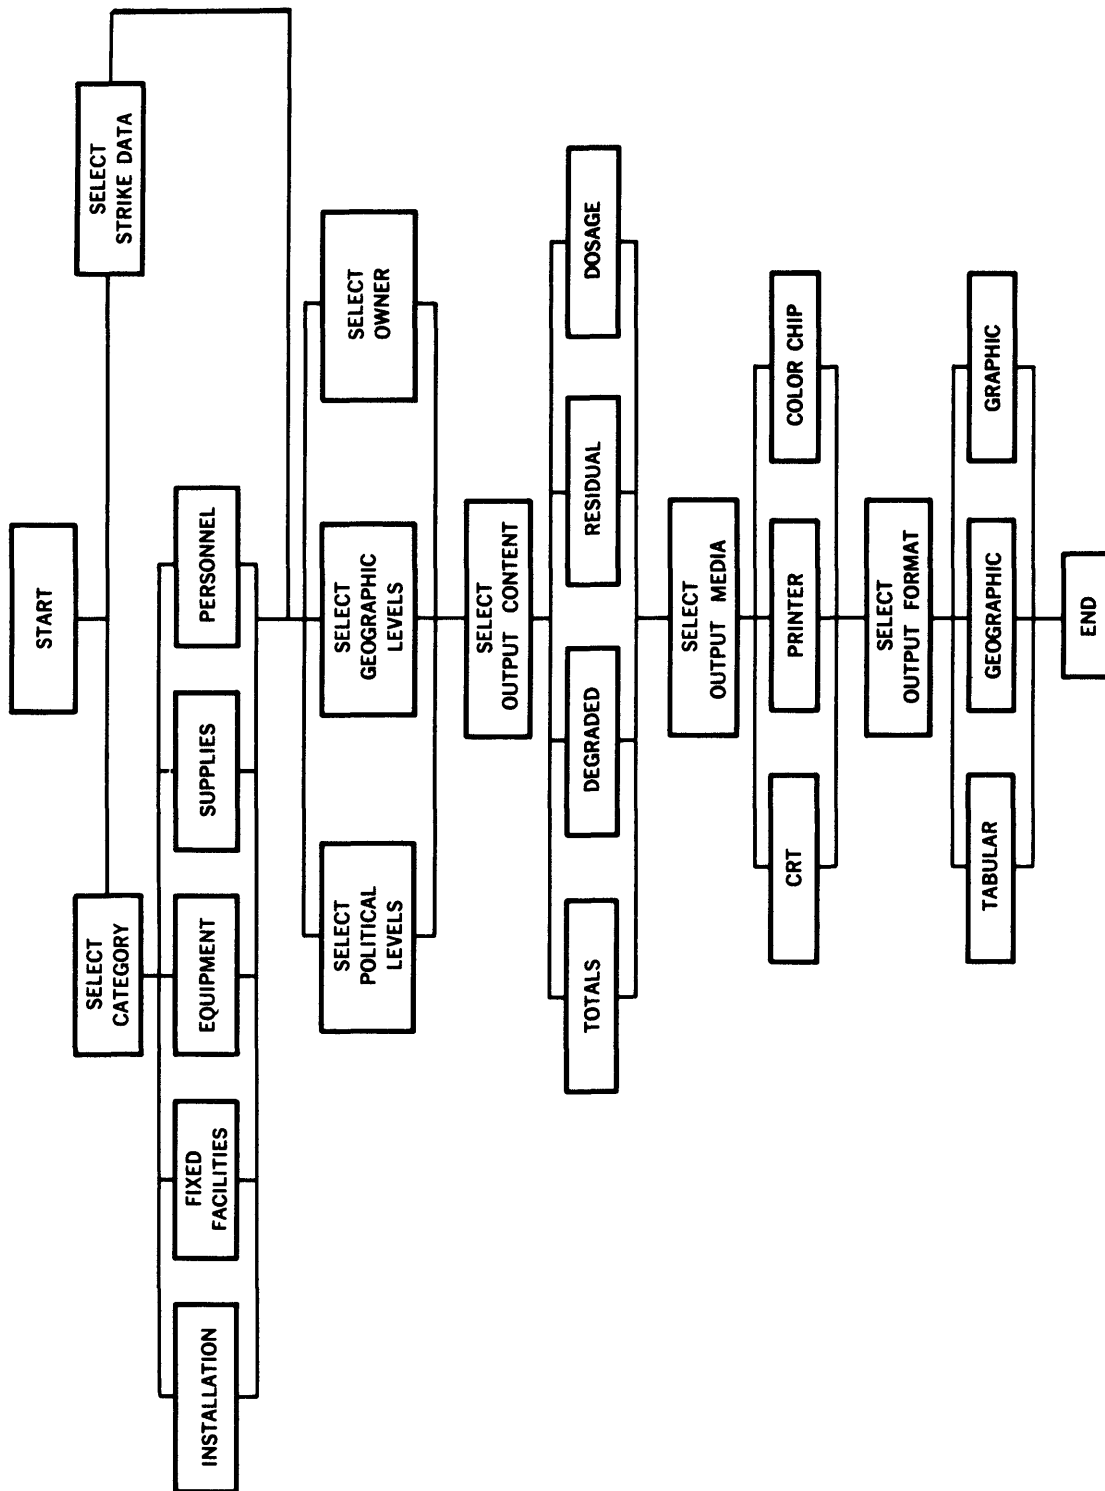 START
SELECT
CATEGORY
SELECT
STRIKE DATA
INSTALLATION
FIXED
FACILITIES
EQUIPMENT
SUPPLIES
PERSONNEL
SELECT
POLITICAL
LEVELS
SELECT
GEOGRAPHIC
LEVELS
SELECT
OWNER
SELECT
OUTPUT CONTENT
TOTALS
DEGRADED
RESIDUAL
DOSAGE
SELECT
OUTPUT MEDIA
CRT
PRINTER
COLOR CHIP
SELECT
OUTPUT FORMAT
TABULAR
GEOGRAPHIC
GRAPHIC
END